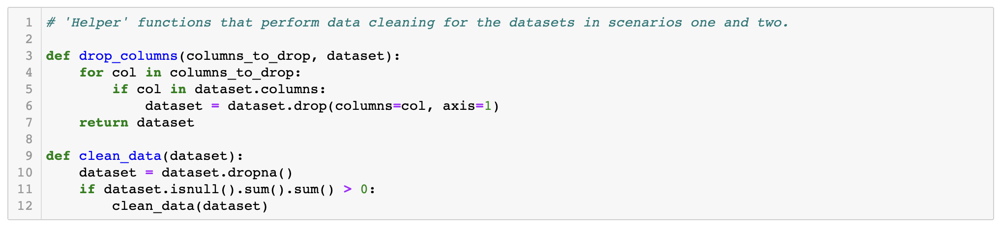 1 # 'Helper' functions that perform data cleaning for the datasets in scenarios one and two.
2
3 def drop_columns(columns_to_drop, dataset):
4     for col in columns_to_drop:
5         if col in dataset.columns:
6             dataset = dataset.drop(columns=col, axis=1)
7     return dataset
8
9 def clean_data(dataset):
10     dataset = dataset.dropna()
11     if dataset.isnull().sum().sum() > 0:
12         clean_data(dataset)